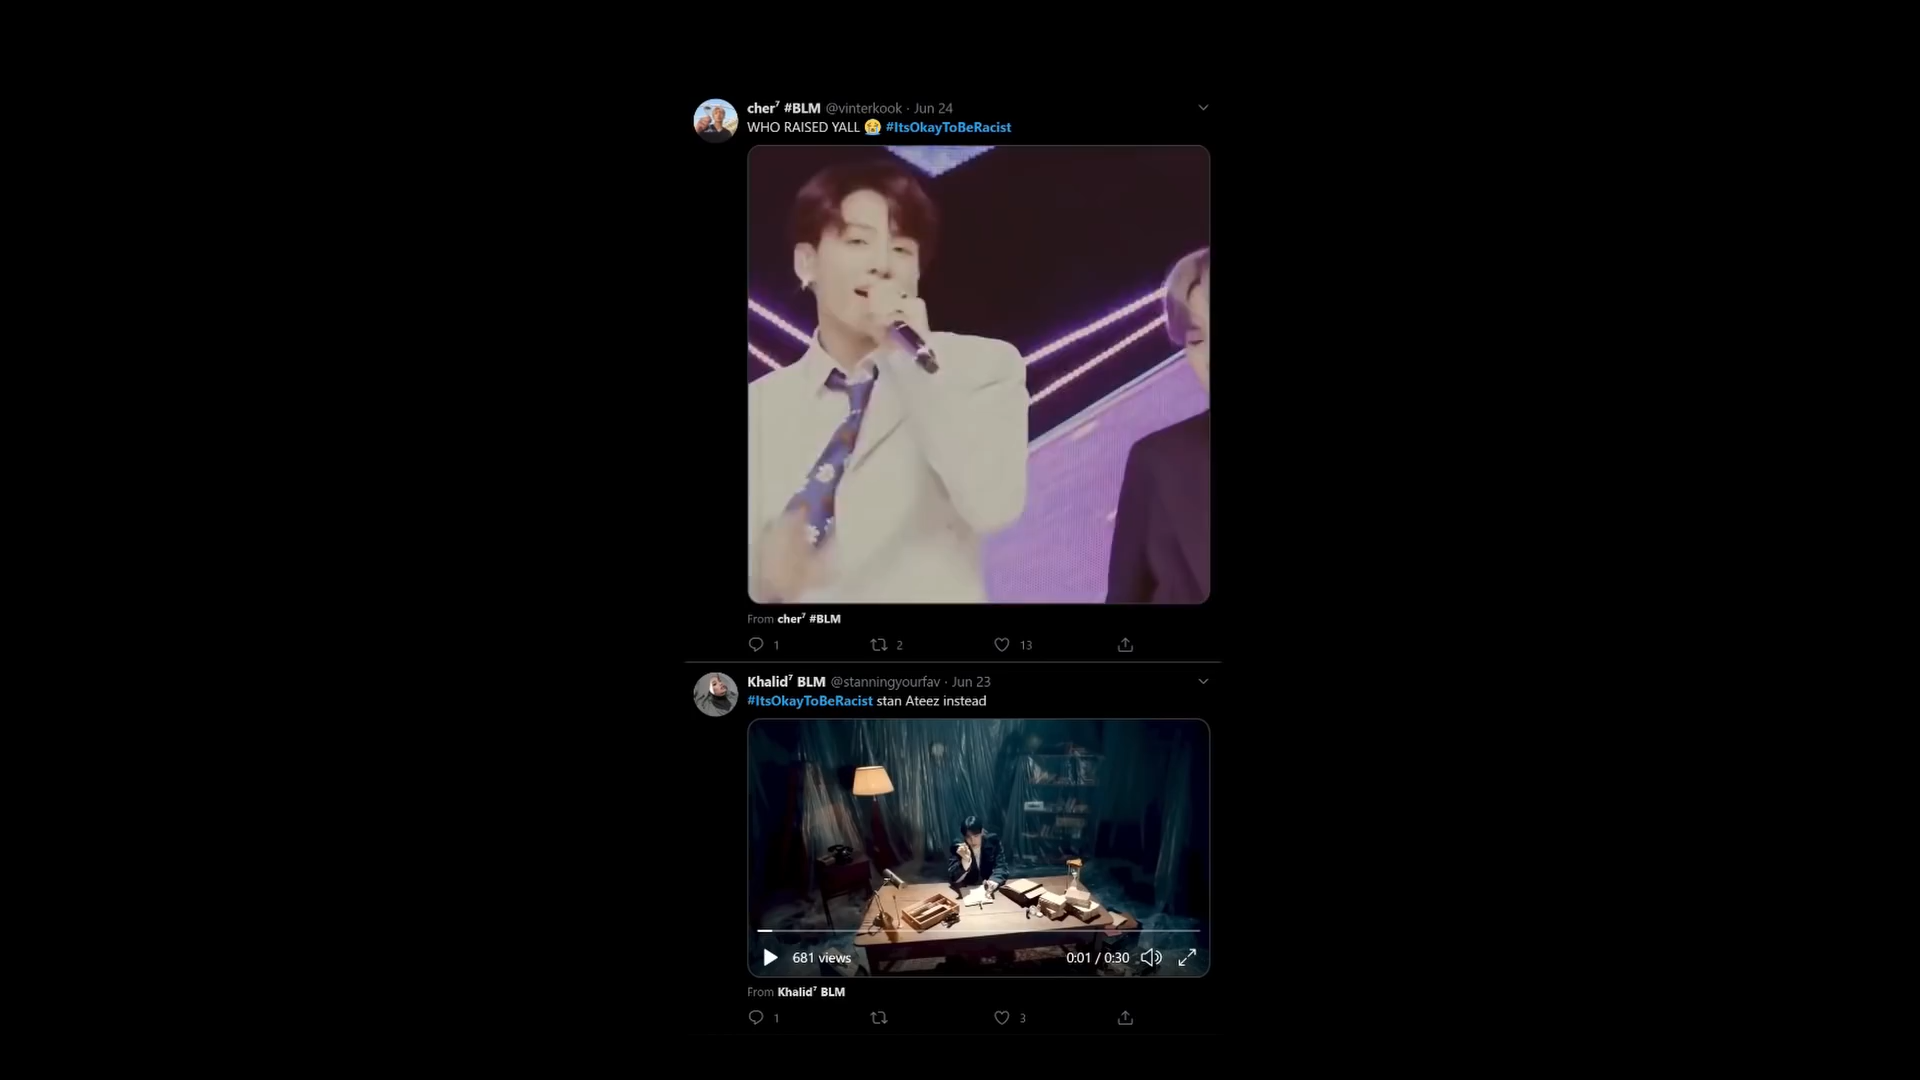 cher⁷ #BLM @vinterkook · Jun 24
WHO RAISED YALL 😭 #ItsOkayToBeRacist
From cher⁷ #BLM
1 2 13
Khalid⁷ BLM @stanningyourfav · Jun 23
#ItsOkayToBeRacist stan Ateez instead
681 views 0:01 / 0:30
From Khalid⁷ BLM
1 3